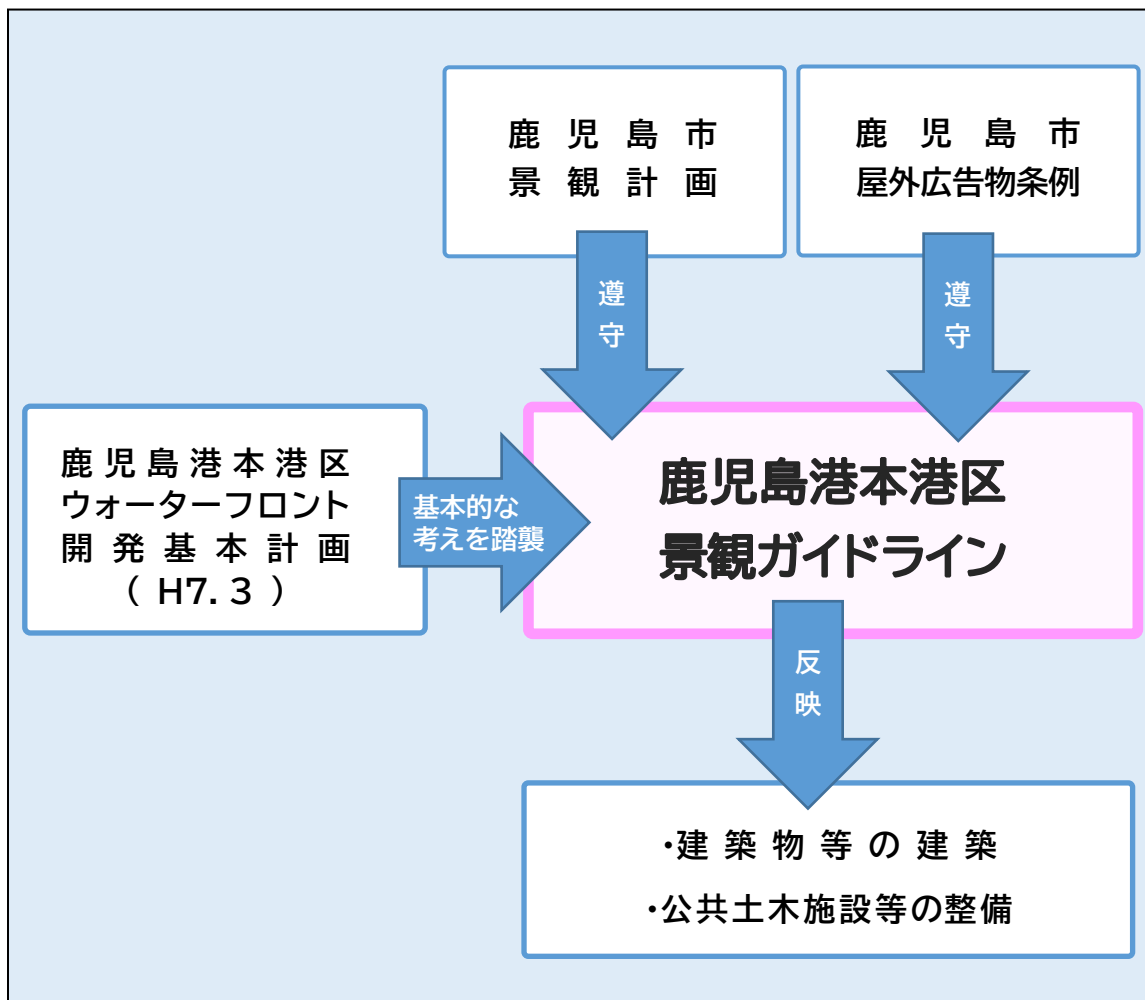 鹿児島市
景観計画
鹿児島市
屋外広告物条例
遵守
遵守
鹿児島港本港区
ウォーターフロント
開発基本計画
（ H7.３ ）
基本的な
考えを踏襲
鹿児島港本港区
景観ガイドライン
反映
・建築物等の建築
・公共土木施設等の整備